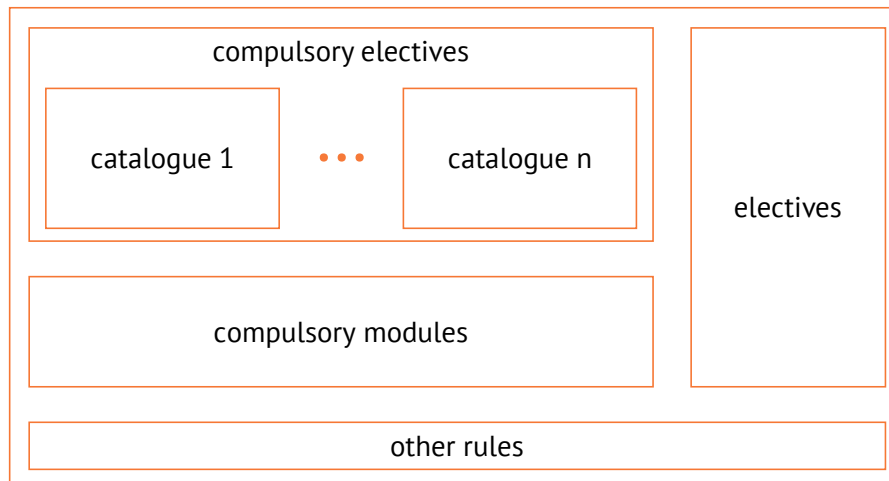 compulsory electives
catalogue 1
catalogue n
electives
compulsory modules
other rules